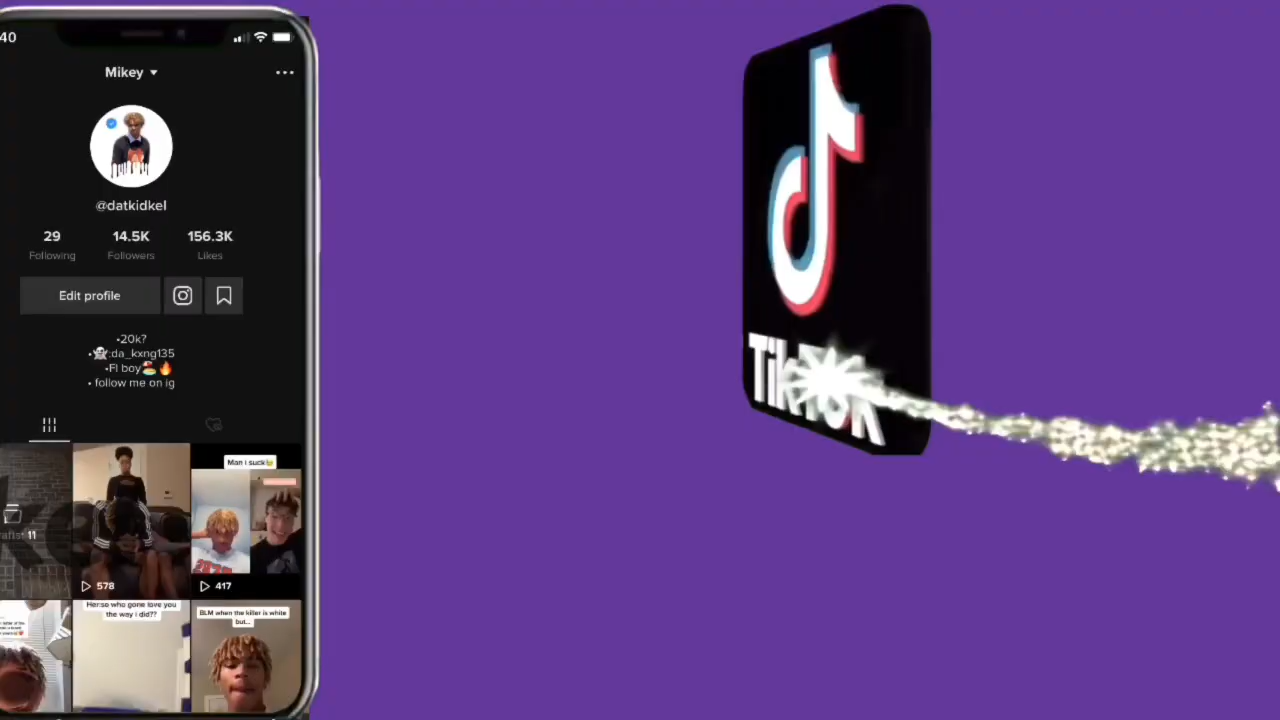 40
Mikey
@datkidkel
29 14.5K 156.3K
Following Followers Likes
Edit profile
•20k?
•👻:da_kxng135
•Fl boy🏖🔥
• follow me on ig
Man i suck🤢
11
578
417
Her:so who gone love you
the way i did??
BLM when the killer is white
but...
TikTok